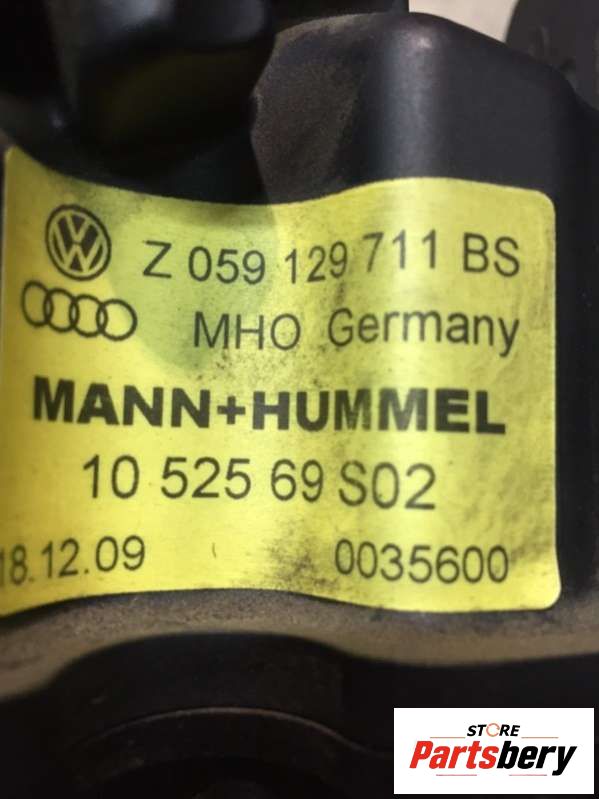 Z 059 129 711 BS
MHO Germany
MANN+HUMMEL
10 525 69 S02
18.12.09 0035600
STORE
Partsbery